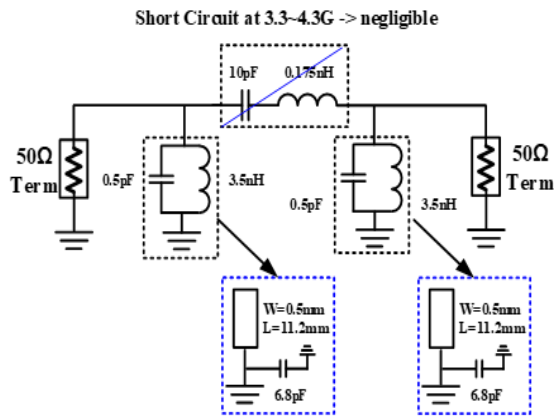 Short Circuit at 3.3~4.3G -> negligible
10pF
0.175nH
50Ω
Term
0.5pF
3.5nH
0.5pF
3.5nH
50Ω
Term
W=0.5mm
L=11.2mm
6.8pF
W=0.5mm
L=11.2mm
6.8pF